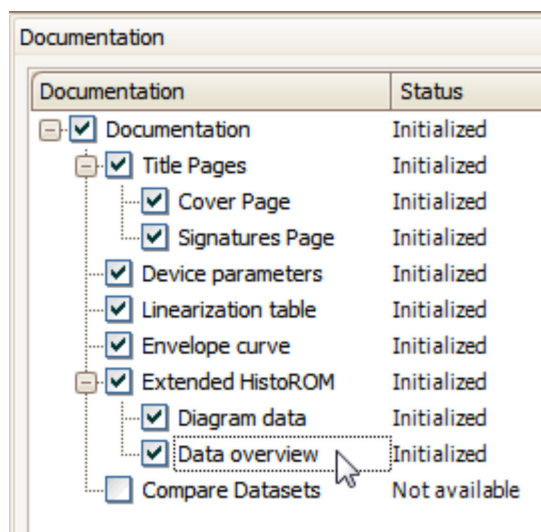 Documentation
Documentation Status
Documentation Initialized
Title Pages Initialized
Cover Page Initialized
Signatures Page Initialized
Device parameters Initialized
Linearization table Initialized
Envelope curve Initialized
Extended HistoROM Initialized
Diagram data Initialized
Data overview Initialized
Compare Datasets Not available